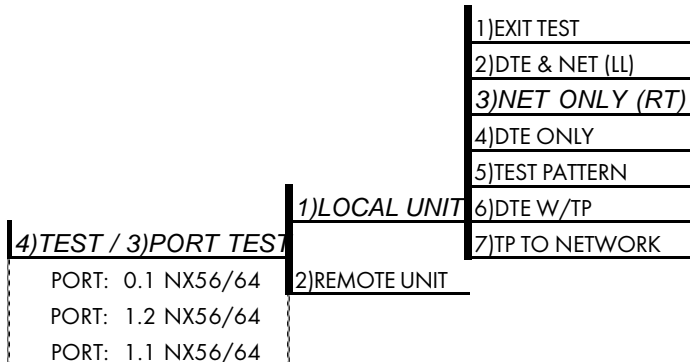 1)EXIT TEST
2)DTE & NET (LL)
3)NET ONLY (RT)
4)DTE ONLY
5)TEST PATTERN
1)LOCAL UNIT 6)DTE W/TP
4)TEST / 3)PORT TEST 7)TP TO NETWORK
PORT: 0.1 NX56/64 2)REMOTE UNIT
PORT: 1.2 NX56/64
PORT: 1.1 NX56/64